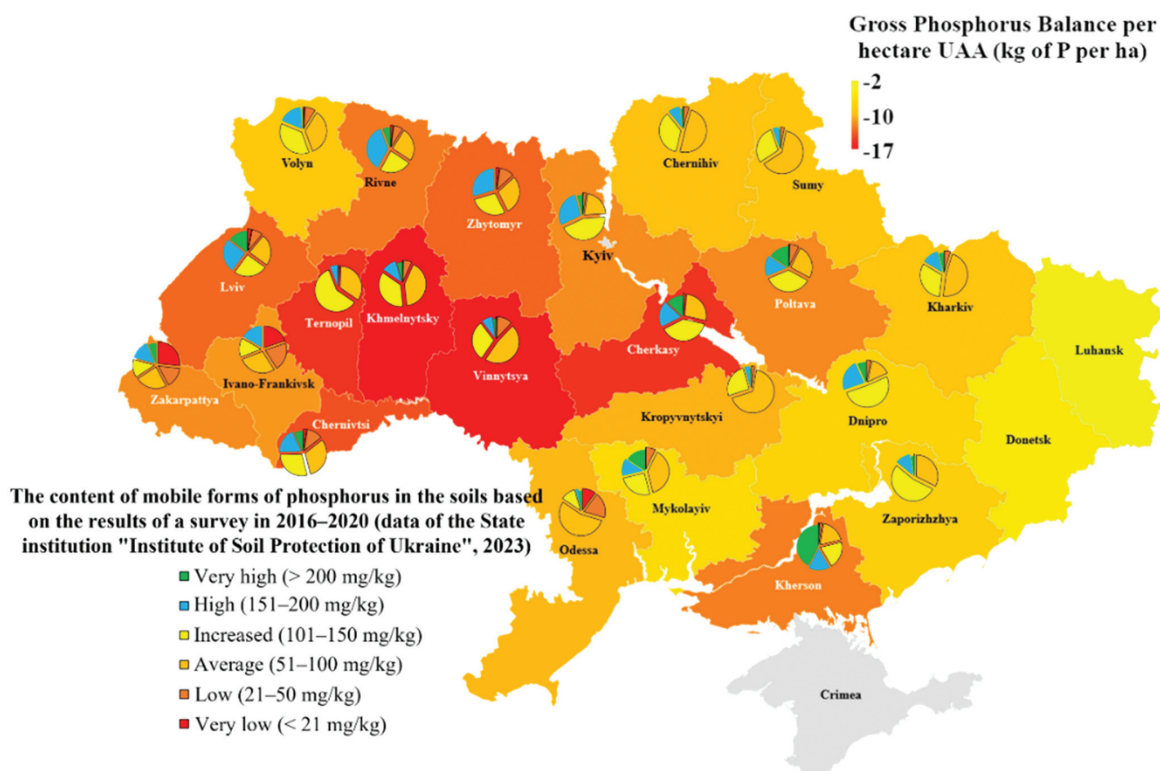 Gross Phosphorus Balance per
hectare UAA (kg of P per ha)
-2
-10
-17
Volyn
Rivne
Zhytomyr
Kyiv
Chernihiv
Sumy
Lviv
Ternopil
Khmelnytsky
Vinnytsya
Cherkasy
Poltava
Kharkiv
Luhansk
Zakarpattya
Ivano-Frankivsk
Chernivtsi
Kropyvnytskyi
Dnipro
Donetsk
Odessa
Mykolayiv
Zaporizhzhya
Kherson
Crimea
The content of mobile forms of phosphorus in the soils based
on the results of a survey in 2016–2020 (data of the State
institution "Institute of Soil Protection of Ukraine", 2023)
Very high (> 200 mg/kg)
High (151–200 mg/kg)
Increased (101–150 mg/kg)
Average (51–100 mg/kg)
Low (21–50 mg/kg)
Very low (< 21 mg/kg)